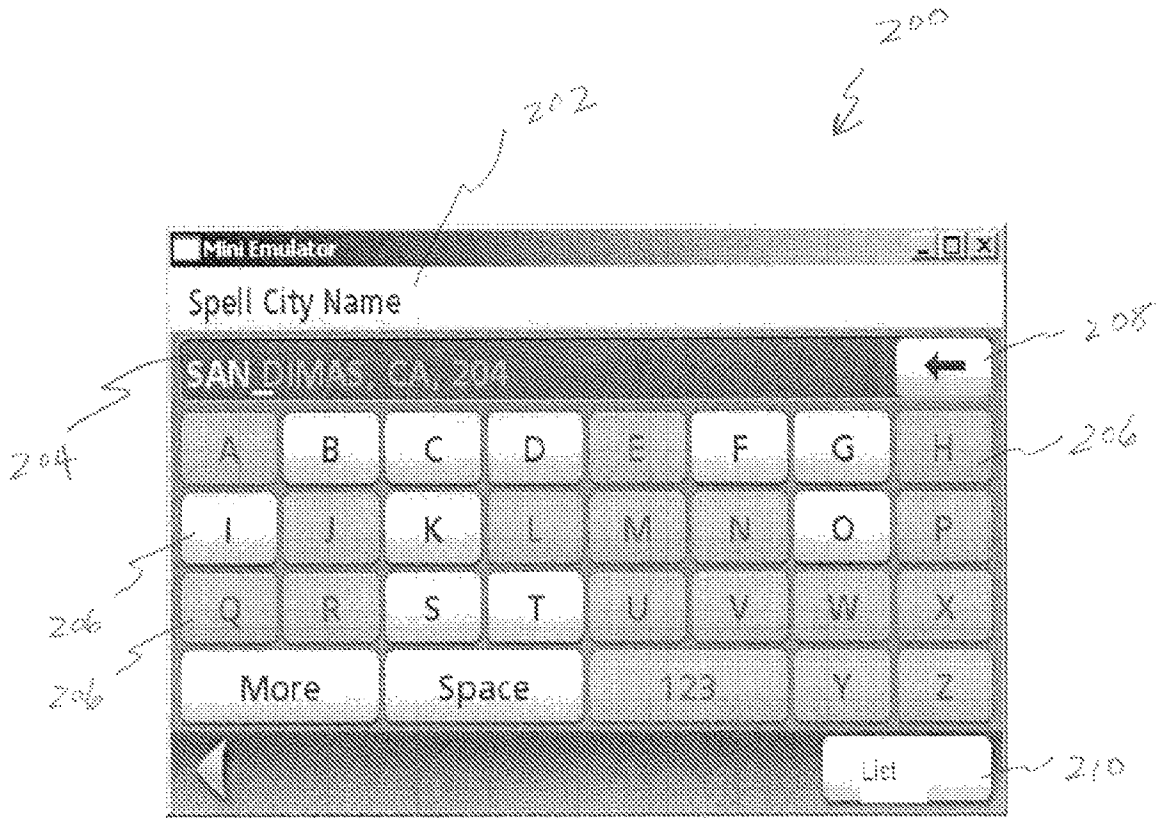 200
202
Mini Emulator
Spell City Name
208
SAN DIMAS, CA,
204
A B C D E F G H
206
I J K L M N O P
Q R S T U V W X
206
206
More Space 123 Y Z
List
210